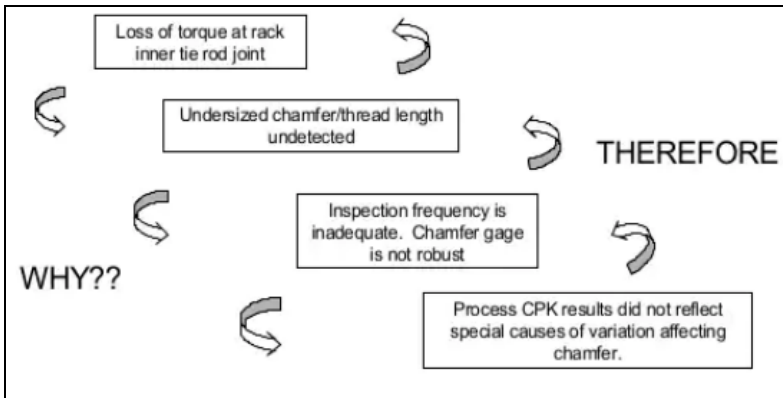 Loss of torque at rack
inner tie rod joint
Undersized chamfer/thread length
undetected
THEREFORE
Inspection frequency is
inadequate.  Chamfer gage
is not robust
WHY??
Process CPK results did not reflect
special causes of variation affecting
chamfer.